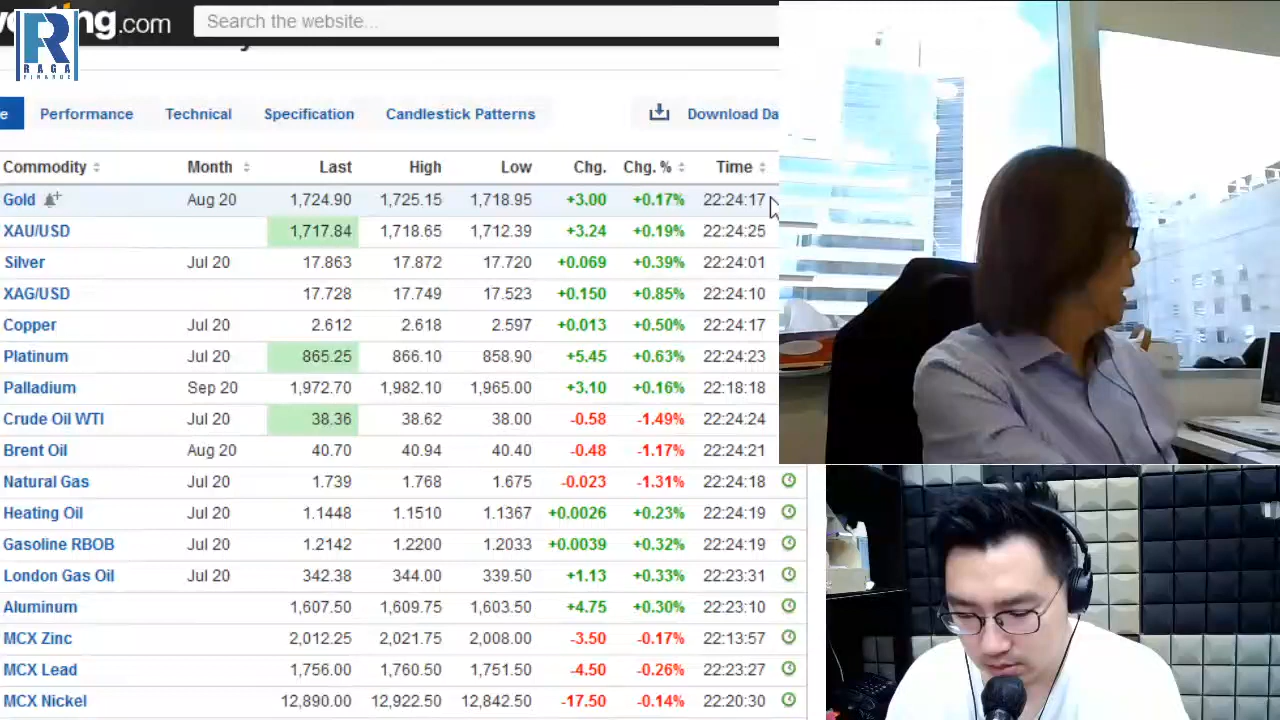 ting.com
Search the website...
R
RAGA
FINANCE
e Performance Technical Specification Candlestick Patterns Download Da
Commodity Month Last High Low Chg. Chg. % Time
Gold Aug 20 1,724.90 1,725.15 1,718.95 +3.00 +0.17% 22:24:17
XAU/USD 1,717.84 1,718.65 1,712.39 +3.24 +0.19% 22:24:25
Silver Jul 20 17.863 17.872 17.720 +0.069 +0.39% 22:24:01
XAG/USD 17.728 17.749 17.523 +0.150 +0.85% 22:24:10
Copper Jul 20 2.612 2.618 2.597 +0.013 +0.50% 22:24:17
Platinum Jul 20 865.25 866.10 858.90 +5.45 +0.63% 22:24:23
Palladium Sep 20 1,972.70 1,982.10 1,965.00 +3.10 +0.16% 22:18:18
Crude Oil WTI Jul 20 38.36 38.62 38.00 -0.58 -1.49% 22:24:24
Brent Oil Aug 20 40.70 40.94 40.40 -0.48 -1.17% 22:24:21
Natural Gas Jul 20 1.739 1.768 1.675 -0.023 -1.31% 22:24:18
Heating Oil Jul 20 1.1448 1.1510 1.1367 +0.0026 +0.23% 22:24:19
Gasoline RBOB Jul 20 1.2142 1.2200 1.2033 +0.0039 +0.32% 22:24:19
London Gas Oil Jul 20 342.38 344.00 339.50 +1.13 +0.33% 22:23:31
Aluminum 1,607.50 1,609.75 1,603.50 +4.75 +0.30% 22:23:10
MCX Zinc 2,012.25 2,021.75 2,008.00 -3.50 -0.17% 22:13:57
MCX Lead 1,756.00 1,760.50 1,751.50 -4.50 -0.26% 22:23:27
MCX Nickel 12,890.00 12,922.50 12,842.50 -17.50 -0.14% 22:20:30